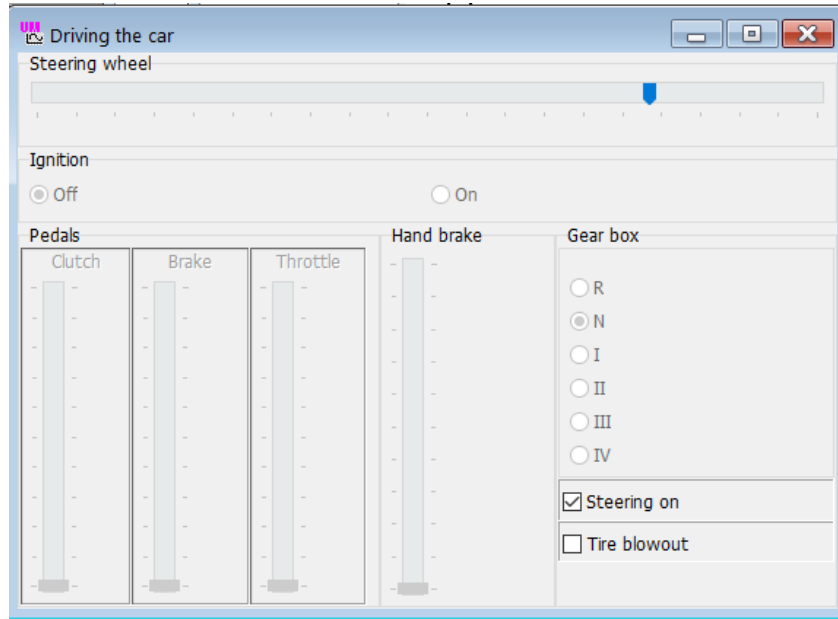 UM Driving the car
Steering wheel
Ignition
Off On
Pedals Hand brake Gear box
Clutch Brake Throttle
R
N
I
II
III
IV
Steering on
Tire blowout